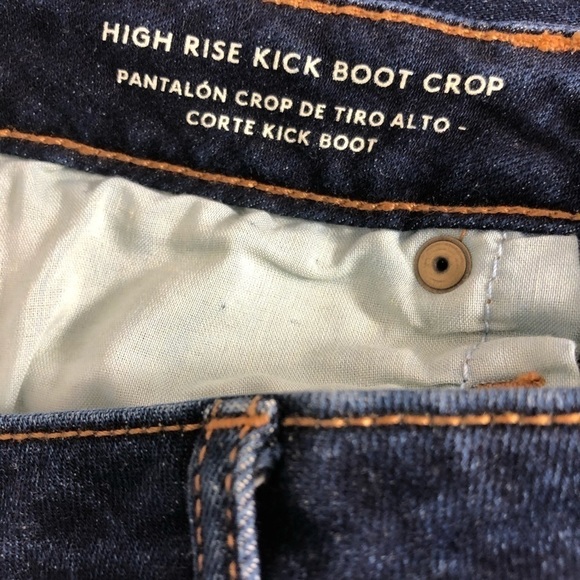 HIGH RISE KICK BOOT CROP
PANTALÓN CROP DE TIRO ALTO -
CORTE KICK BOOT